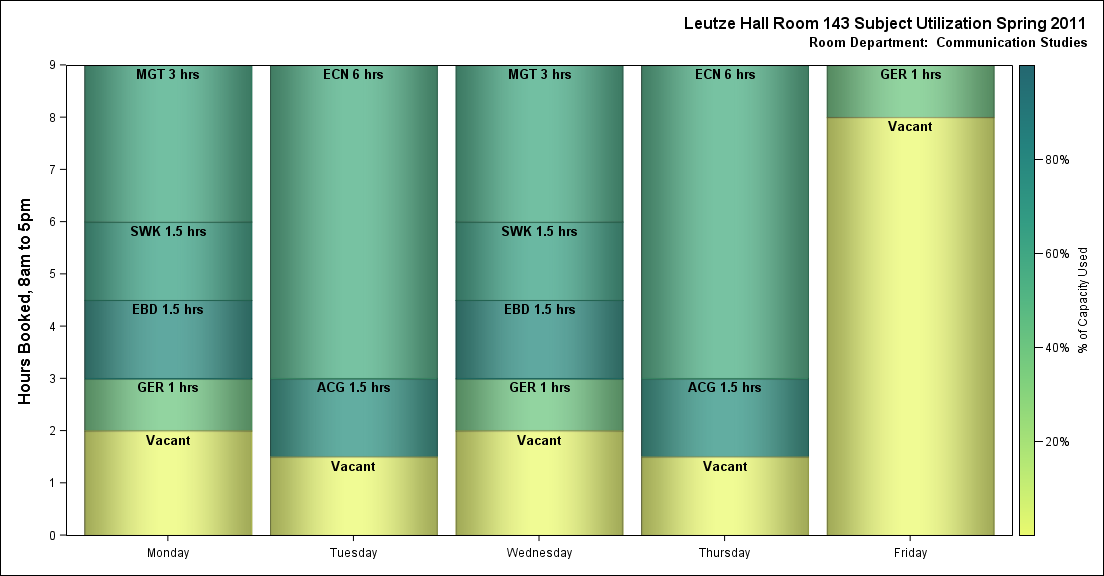 Leutze Hall Room 143 Subject Utilization Spring 2011
Room Department: Communication Studies
Hours Booked, 8am to 5pm
9
8
7
6
5
4
3
2
1
0
MGT 3 hrs
SWK 1.5 hrs
EBD 1.5 hrs
GER 1 hrs
Vacant
ECN 6 hrs
ACG 1.5 hrs
Vacant
MGT 3 hrs
SWK 1.5 hrs
EBD 1.5 hrs
GER 1 hrs
Vacant
ECN 6 hrs
ACG 1.5 hrs
Vacant
GER 1 hrs
Vacant
Monday
Tuesday
Wednesday
Thursday
Friday
80%
60%
40%
20%
% of Capacity Used